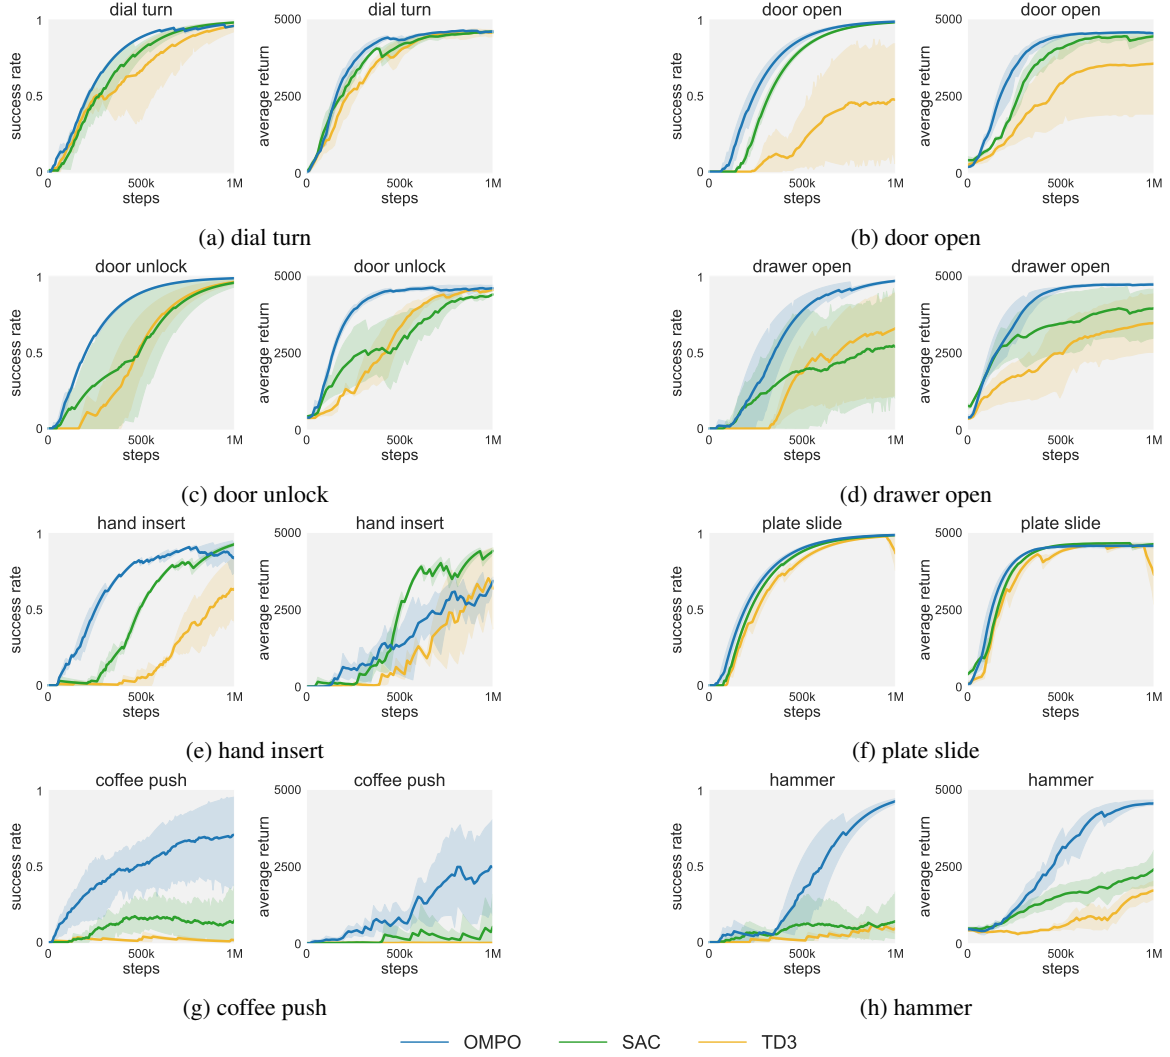 dial turn
success rate
1
0.5
0
0
500k
1M
steps
dial turn
average return
5000
2500
0
0
500k
1M
steps
(a) dial turn
door open
success rate
1
0.5
0
0
500k
1M
steps
door open
average return
5000
2500
0
0
500k
1M
steps
(b) door open
door unlock
success rate
1
0.5
0
0
500k
1M
steps
door unlock
average return
5000
2500
0
0
500k
1M
steps
(c) door unlock
drawer open
success rate
1
0.5
0
0
500k
1M
steps
drawer open
average return
5000
2500
0
0
500k
1M
steps
(d) drawer open
hand insert
success rate
1
0.5
0
0
500k
1M
steps
hand insert
average return
5000
2500
0
0
500k
1M
steps
(e) hand insert
plate slide
success rate
1
0.5
0
0
500k
1M
steps
plate slide
average return
5000
2500
0
0
500k
1M
steps
(f) plate slide
coffee push
success rate
1
0.5
0
0
500k
1M
steps
coffee push
average return
5000
2500
0
0
500k
1M
steps
(g) coffee push
hammer
success rate
1
0.5
0
0
500k
1M
steps
hammer
average return
5000
2500
0
0
500k
1M
steps
(h) hammer
OMPO
SAC
TD3